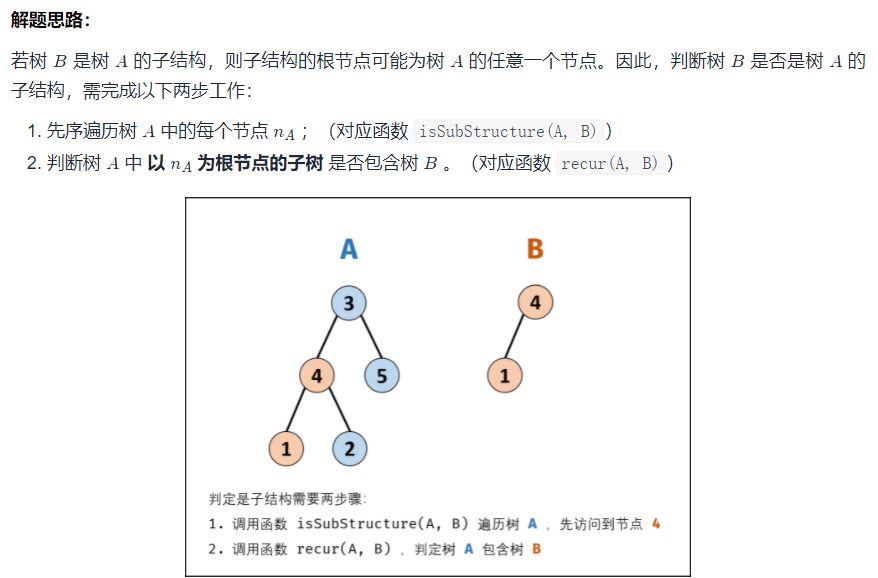 解题思路：
若树 B 是树 A 的子结构，则子结构的根节点可能为树 A 的任意一个节点。因此，判断树 B 是否是树 A 的
子结构，需完成以下两步工作：
1. 先序遍历树 A 中的每个节点 nA ；（对应函数 isSubStructure(A, B) ）
2. 判断树 A 中 以 nA 为根节点的子树 是否包含树 B 。（对应函数 recur(A, B) ）
A B
3 4
4 5 1
1 2
判定是子结构需要两步骤:
1. 调用函数 isSubStructure(A, B) 遍历树 A ，先访问到节点 4
2. 调用函数 recur(A, B) ，判定树 A 包含树 B